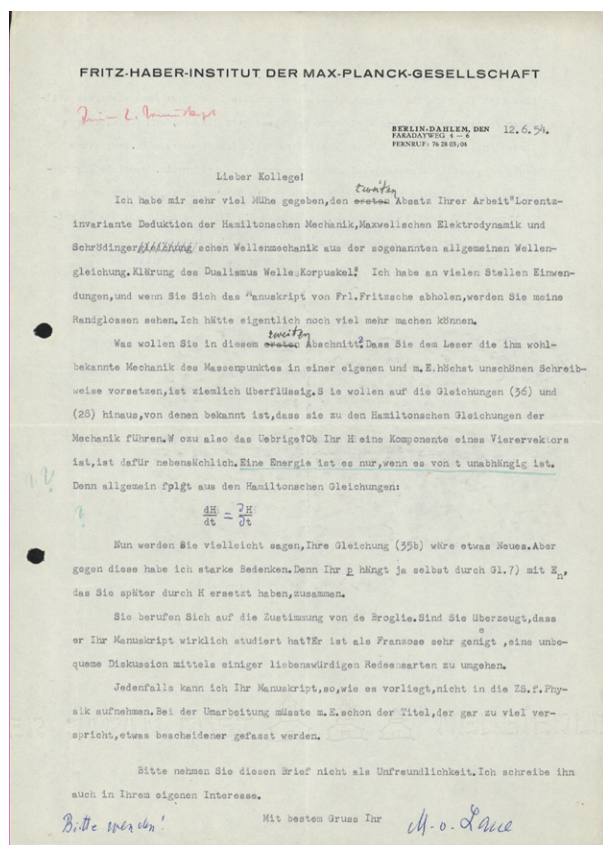 FRITZ-HABER-INSTITUT DER MAX-PLANCK-GESELLSCHAFT
BERLIN-DAHLEM, DEN 12.6.54.
FARADAYWEG 4 — 6
FERNRUF: 76 28 03/04
Lieber Kollege!
zweiten
Ich habe mir sehr viel Mühe gegeben,den ersten Absatz Ihrer Arbeit"Lorentz-
invariante Deduktion der Hamiltonschen Mechanik,Maxwellschen Elektrodynamik und
Schrödinger schen Wellenmechanik aus der sogenannten allgemeinen Wellen-
gleichung.Klärung des Dualismus Welle-Korpuskel." Ich habe an vielen Stellen Einwen-
dungen,und wenn Sie Sich das Manuskript von Frl.Fritzsche abholen,werden Sie meine
Randglossen sehen.Ich hätte eigentlich noch viel mehr machen können.
zweiten
Was wollen Sie in diesem ersten Abschnitt?Dass Sie dem Leser die ihm wohl-
bekannte Mechanik des Massenpunktes in einer eigenen und m.E.höchst unschönen Schreib-
weise vorsetzen,ist ziemlich überflüssig.S ie wollen auf die Gleichungen (36) und
(28) hinaus,von denen bekannt ist,dass sie zu den Hamiltonschen Gleichungen der
Mechanik führen.W ozu also das Uebrige?Ob Ihr H eine Komponente eines Vierervektors
ist,ist dafür nebensächlich.Eine Energie ist es nur,wenn es von t unabhängig ist.
Denn allgemein fplgt aus den Hamiltonschen Gleichungen:
dH/dt = ∂H/∂t
Nun werden Sie vielleicht sagen,Ihre Gleichung (35b) wäre etwas Neues.Aber
gegen diese habe ich starke Bedenken.Denn Ihr p hängt ja selbst durch Gl.7) mit En,
das Sie später durch H ersetzt haben,zusammen.
Sie berufen Sich auf die Zustimmung von de Broglie.Sind Sie überzeugt,dass
er Ihr Manuskript wirklich studiert hat?Er ist als Franzose sehr geneigt ,eine unbe-
queme Diskussion mittels einiger liebenswürdigen Redensarten zu umgehen.
Jedenfalls kann ich Ihr Manuskript,so,wie es vorliegt,nicht in die ZS.f.Phy-
sik aufnehmen.Bei der Umarbeitung müsste m.E.schon der Titel,der gar zu viel ver-
spricht,etwas bescheidener gefasst werden.
Bitte nehmen Sie diesen Brief nicht als Unfreundlichkeit.Ich schreibe ihn
auch in Ihrem eigenen Interesse.
Mit bestem Gruss Ihr M. v. Laue
Bitte wenden!